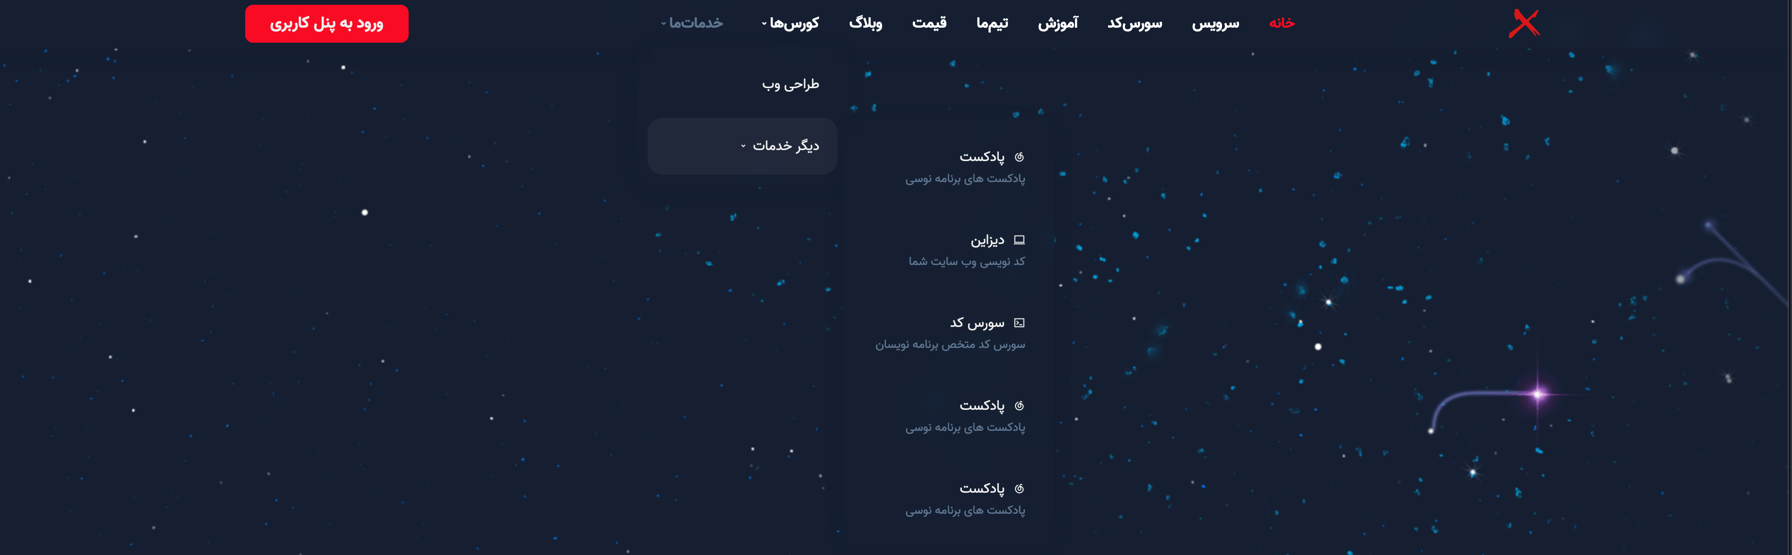 خانه
سرویس
سورس‌کد
آموزش
تیم‌ما
قیمت
وبلاگ
کورس‌ها
خدمات‌ما
ورود به پنل کاربری
طراحی وب
دیگر خدمات
پادکست
پادکست های برنامه نوسی
دیزاین
کد نویسی وب سایت شما
سورس کد
سورس کد متخص برنامه نویسان
پادکست
پادکست های برنامه نوسی
پادکست
پادکست های برنامه نوسی